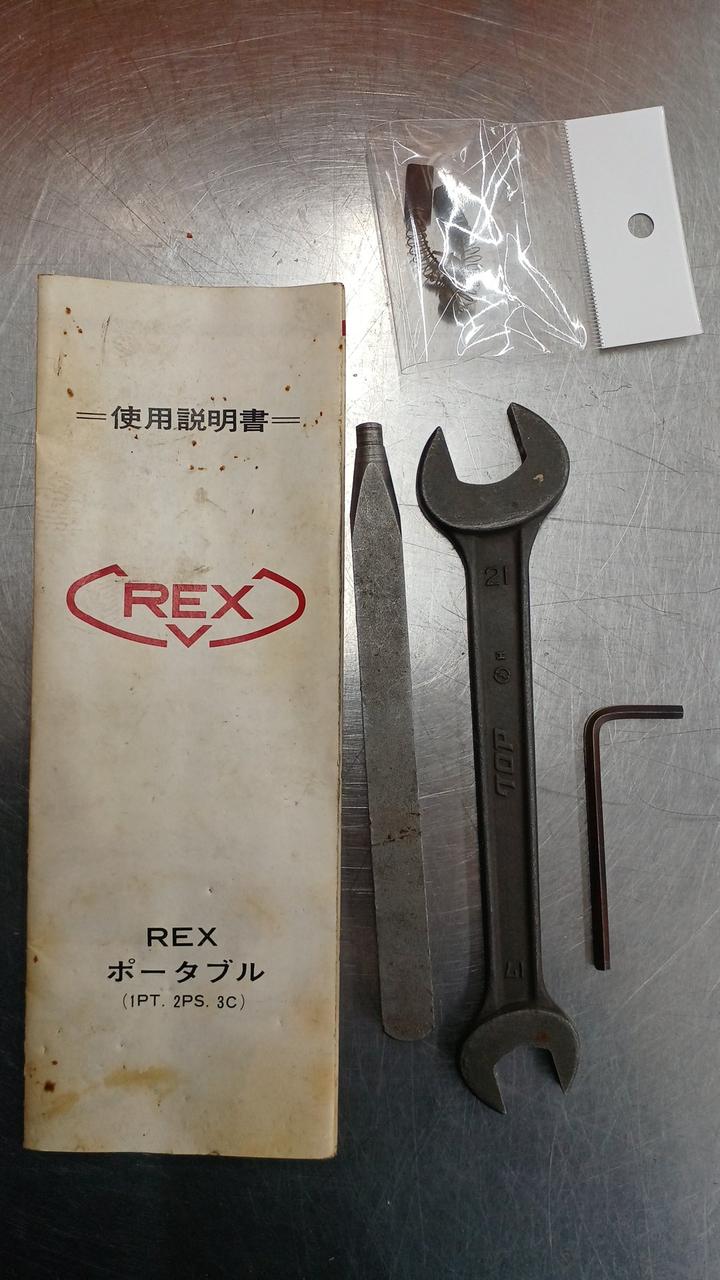 =使用説明書=
REX
REX
ポータブル
(1PT. 2PS. 3C)
21
H
TOP
17